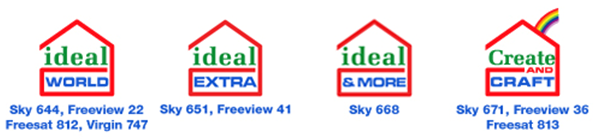 ideal
WORLD
Sky 644, Freeview 22
Freesat 812, Virgin 747
ideal
EXTRA
Sky 651, Freeview 41
ideal
& MORE
Sky 668
Create
AND
CRAFT
Sky 671, Freeview 36
Freesat 813